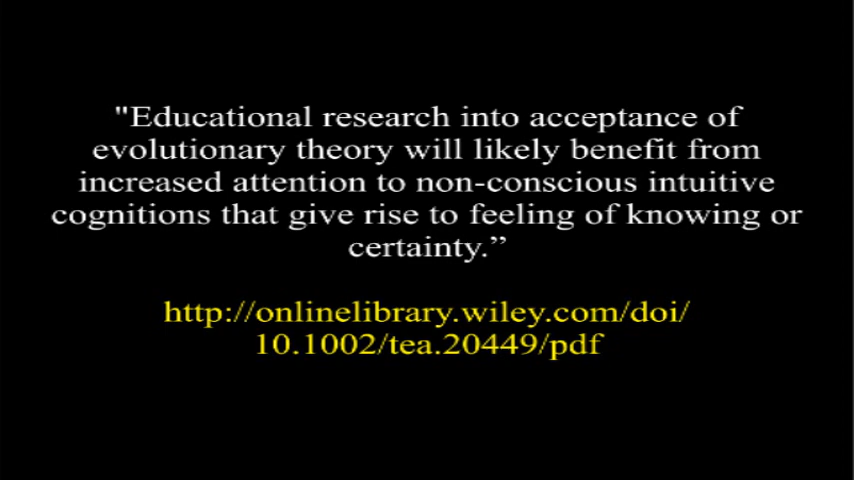 "Educational research into acceptance of
evolutionary theory will likely benefit from
increased attention to non-conscious intuitive
cognitions that give rise to feeling of knowing or
certainty.”
http://onlinelibrary.wiley.com/doi/
10.1002/tea.20449/pdf